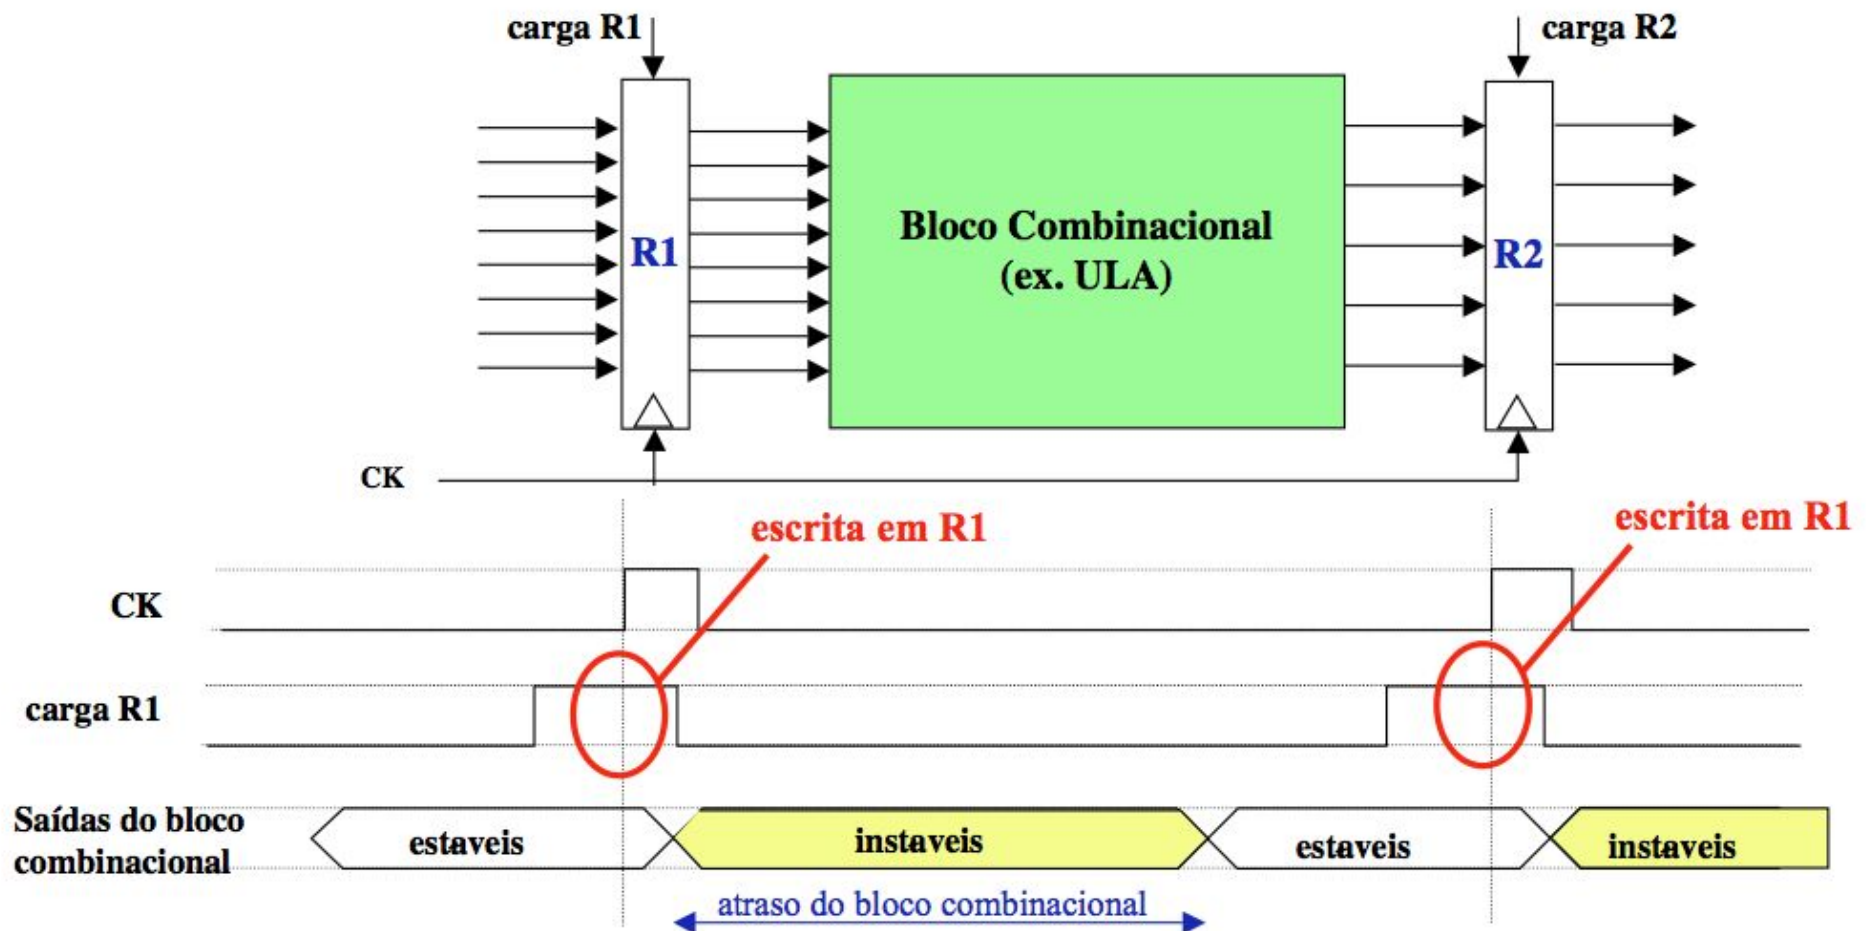 carga R1
carga R2
R1
Bloco Combinacional
(ex. ULA)
R2
CK
escrita em R1
escrita em R1
CK
carga R1
Saídas do bloco
combinacional
estaveis
instaveis
estaveis
instaveis
atraso do bloco combinacional